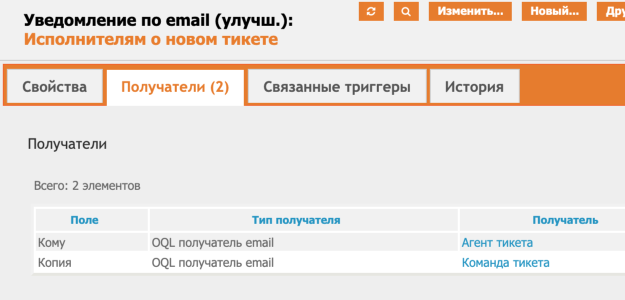 Уведомление по email (улучш.):
Исполнителям о новом тикете
Изменить... Новый...
Свойства Получатели (2) Связанные триггеры История
Получатели
Всего: 2 элементов
Поле Тип получателя Получатель
Кому OQL получатель email Агент тикета
Копия OQL получатель email Команда тикета